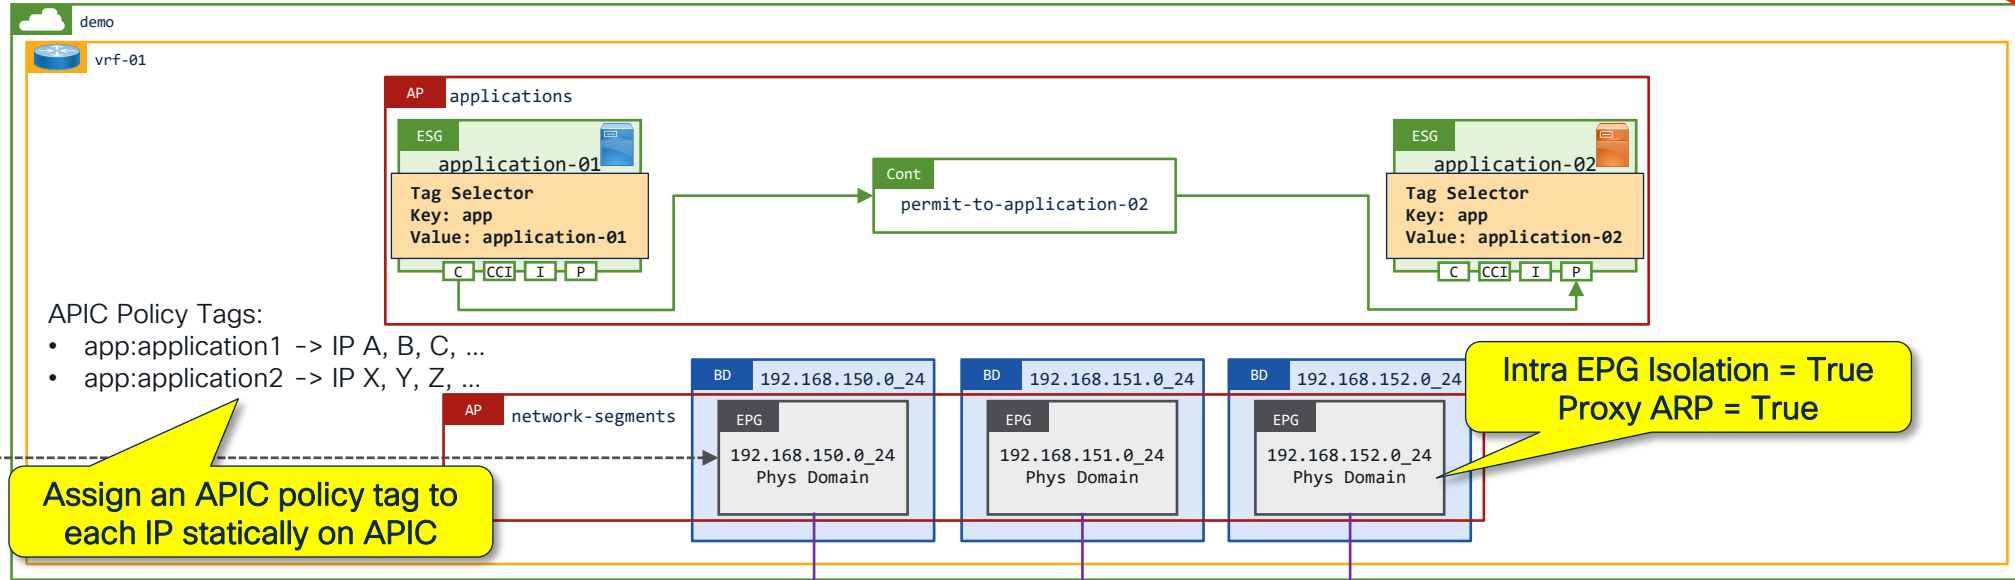 demo
vrf-01
AP applications
ESG
application-01
Tag Selector
Key: app
Value: application-01
C CCI I P
Cont
permit-to-application-02
ESG
application-02
Tag Selector
Key: app
Value: application-02
C CCI I P
APIC Policy Tags:
• app:application1 -> IP A, B, C, ...
• app:application2 -> IP X, Y, Z, ...
Assign an APIC policy tag to
each IP statically on APIC
AP network-segments
BD 192.168.150.0_24
EPG
192.168.150.0_24
Phys Domain
BD 192.168.151.0_24
EPG
192.168.151.0_24
Phys Domain
BD 192.168.152.0_24
EPG
192.168.152.0_24
Phys Domain
Intra EPG Isolation = True
Proxy ARP = True